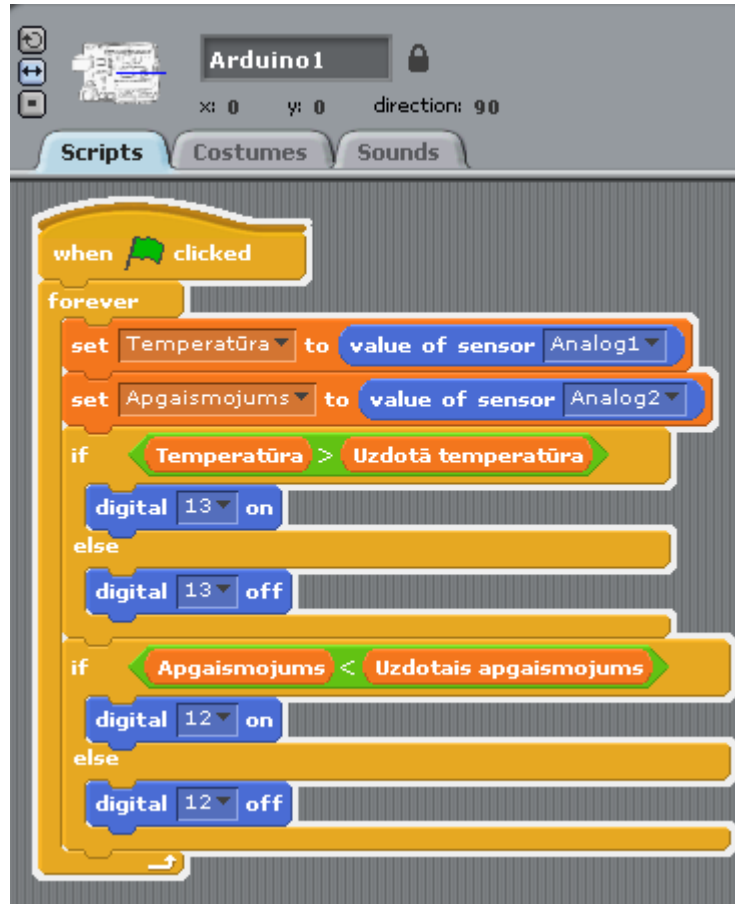 Arduino1
x: 0 y: 0 direction: 90
Scripts Costumes Sounds
when clicked
forever
set Temperatūra to value of sensor Analog1
set Apgaismojums to value of sensor Analog2
if Temperatūra > Uzdotā temperatūra
digital 13 on
else
digital 13 off
if Apgaismojums < Uzdotais apgaismojums
digital 12 on
else
digital 12 off